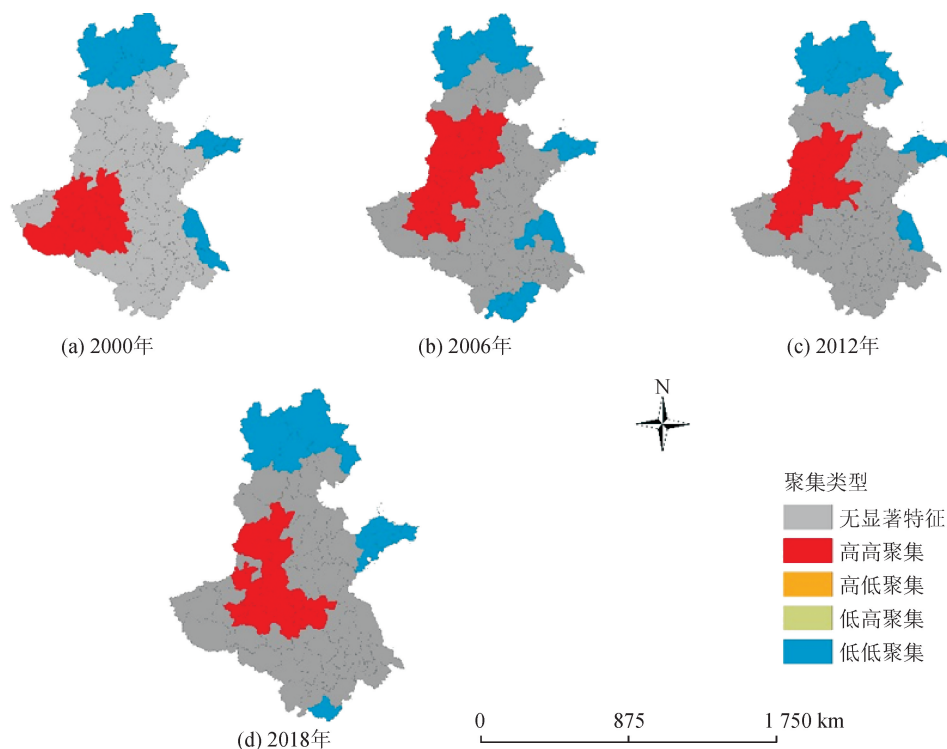 (a) 2000年
(b) 2006年
(c) 2012年
N
聚集类型
无显著特征
高高聚集
高低聚集
低高聚集
低低聚集
(d) 2018年
0 875 1 750 km